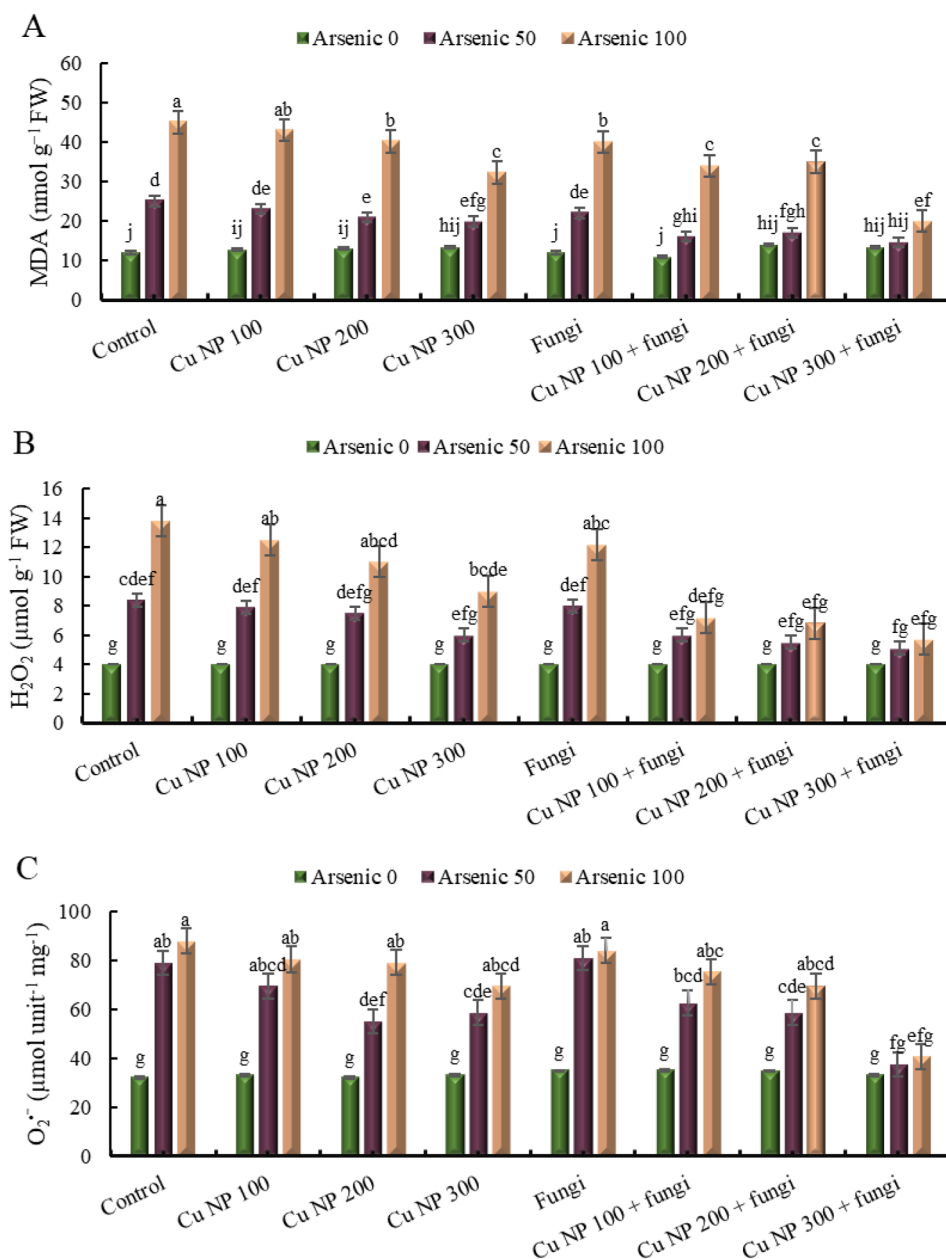 A
Arsenic 0 Arsenic 50 Arsenic 100
MDA (nmol g⁻¹ FW)
60
50
40
30
20
10
0
j d a
ij de ab
ij e b
hij efg c
j de b
j ghi c
hij fgh c
hij hij ef
Control Cu NP 100 Cu NP 200 Cu NP 300 Fungi Cu NP 100 + fungi Cu NP 200 + fungi Cu NP 300 + fungi
B
Arsenic 0 Arsenic 50 Arsenic 100
H₂O₂ (µmol g⁻¹ FW)
16
14
12
10
8
6
4
2
0
g cdef a
g def ab
g defg abcd
g efg bcde
g def abc
g efg defg
g efg efg
g fg efg
Control Cu NP 100 Cu NP 200 Cu NP 300 Fungi Cu NP 100 + fungi Cu NP 200 + fungi Cu NP 300 + fungi
C
Arsenic 0 Arsenic 50 Arsenic 100
O₂•⁻ (µmol unit⁻¹ mg⁻¹)
100
80
60
40
20
0
g ab a
g abcd ab
g def ab
g cde abcd
g ab a
g bcd abc
g cde abcd
g fg efg
Control Cu NP 100 Cu NP 200 Cu NP 300 Fungi Cu NP 100 + fungi Cu NP 200 + fungi Cu NP 300 + fungi